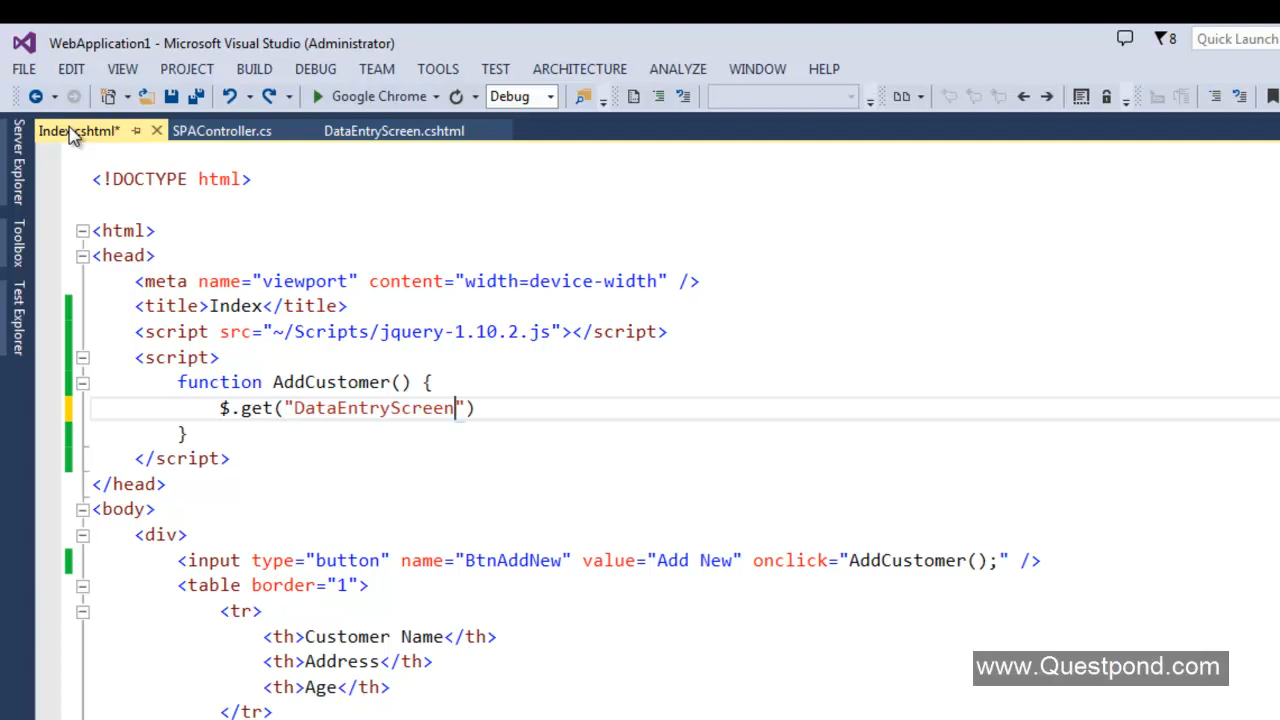 WebApplication1 - Microsoft Visual Studio (Administrator)
8
Quick Launch
FILE EDIT VIEW PROJECT BUILD DEBUG TEAM TOOLS TEST ARCHITECTURE ANALYZE WINDOW HELP
Google Chrome Debug
Index.cshtml* SPAController.cs DataEntryScreen.cshtml
Server Explorer
Toolbox
Test Explorer
<!DOCTYPE html>
<html>
<head>
<meta name="viewport" content="width=device-width" />
<title>Index</title>
<script src="~/Scripts/jquery-1.10.2.js"></script>
<script>
function AddCustomer() {
$.get("DataEntryScreen")
}
</script>
</head>
<body>
<div>
<input type="button" name="BtnAddNew" value="Add New" onclick="AddCustomer();" />
<table border="1">
<tr>
<th>Customer Name</th>
<th>Address</th>
<th>Age</th>
</tr>
www.Questpond.com